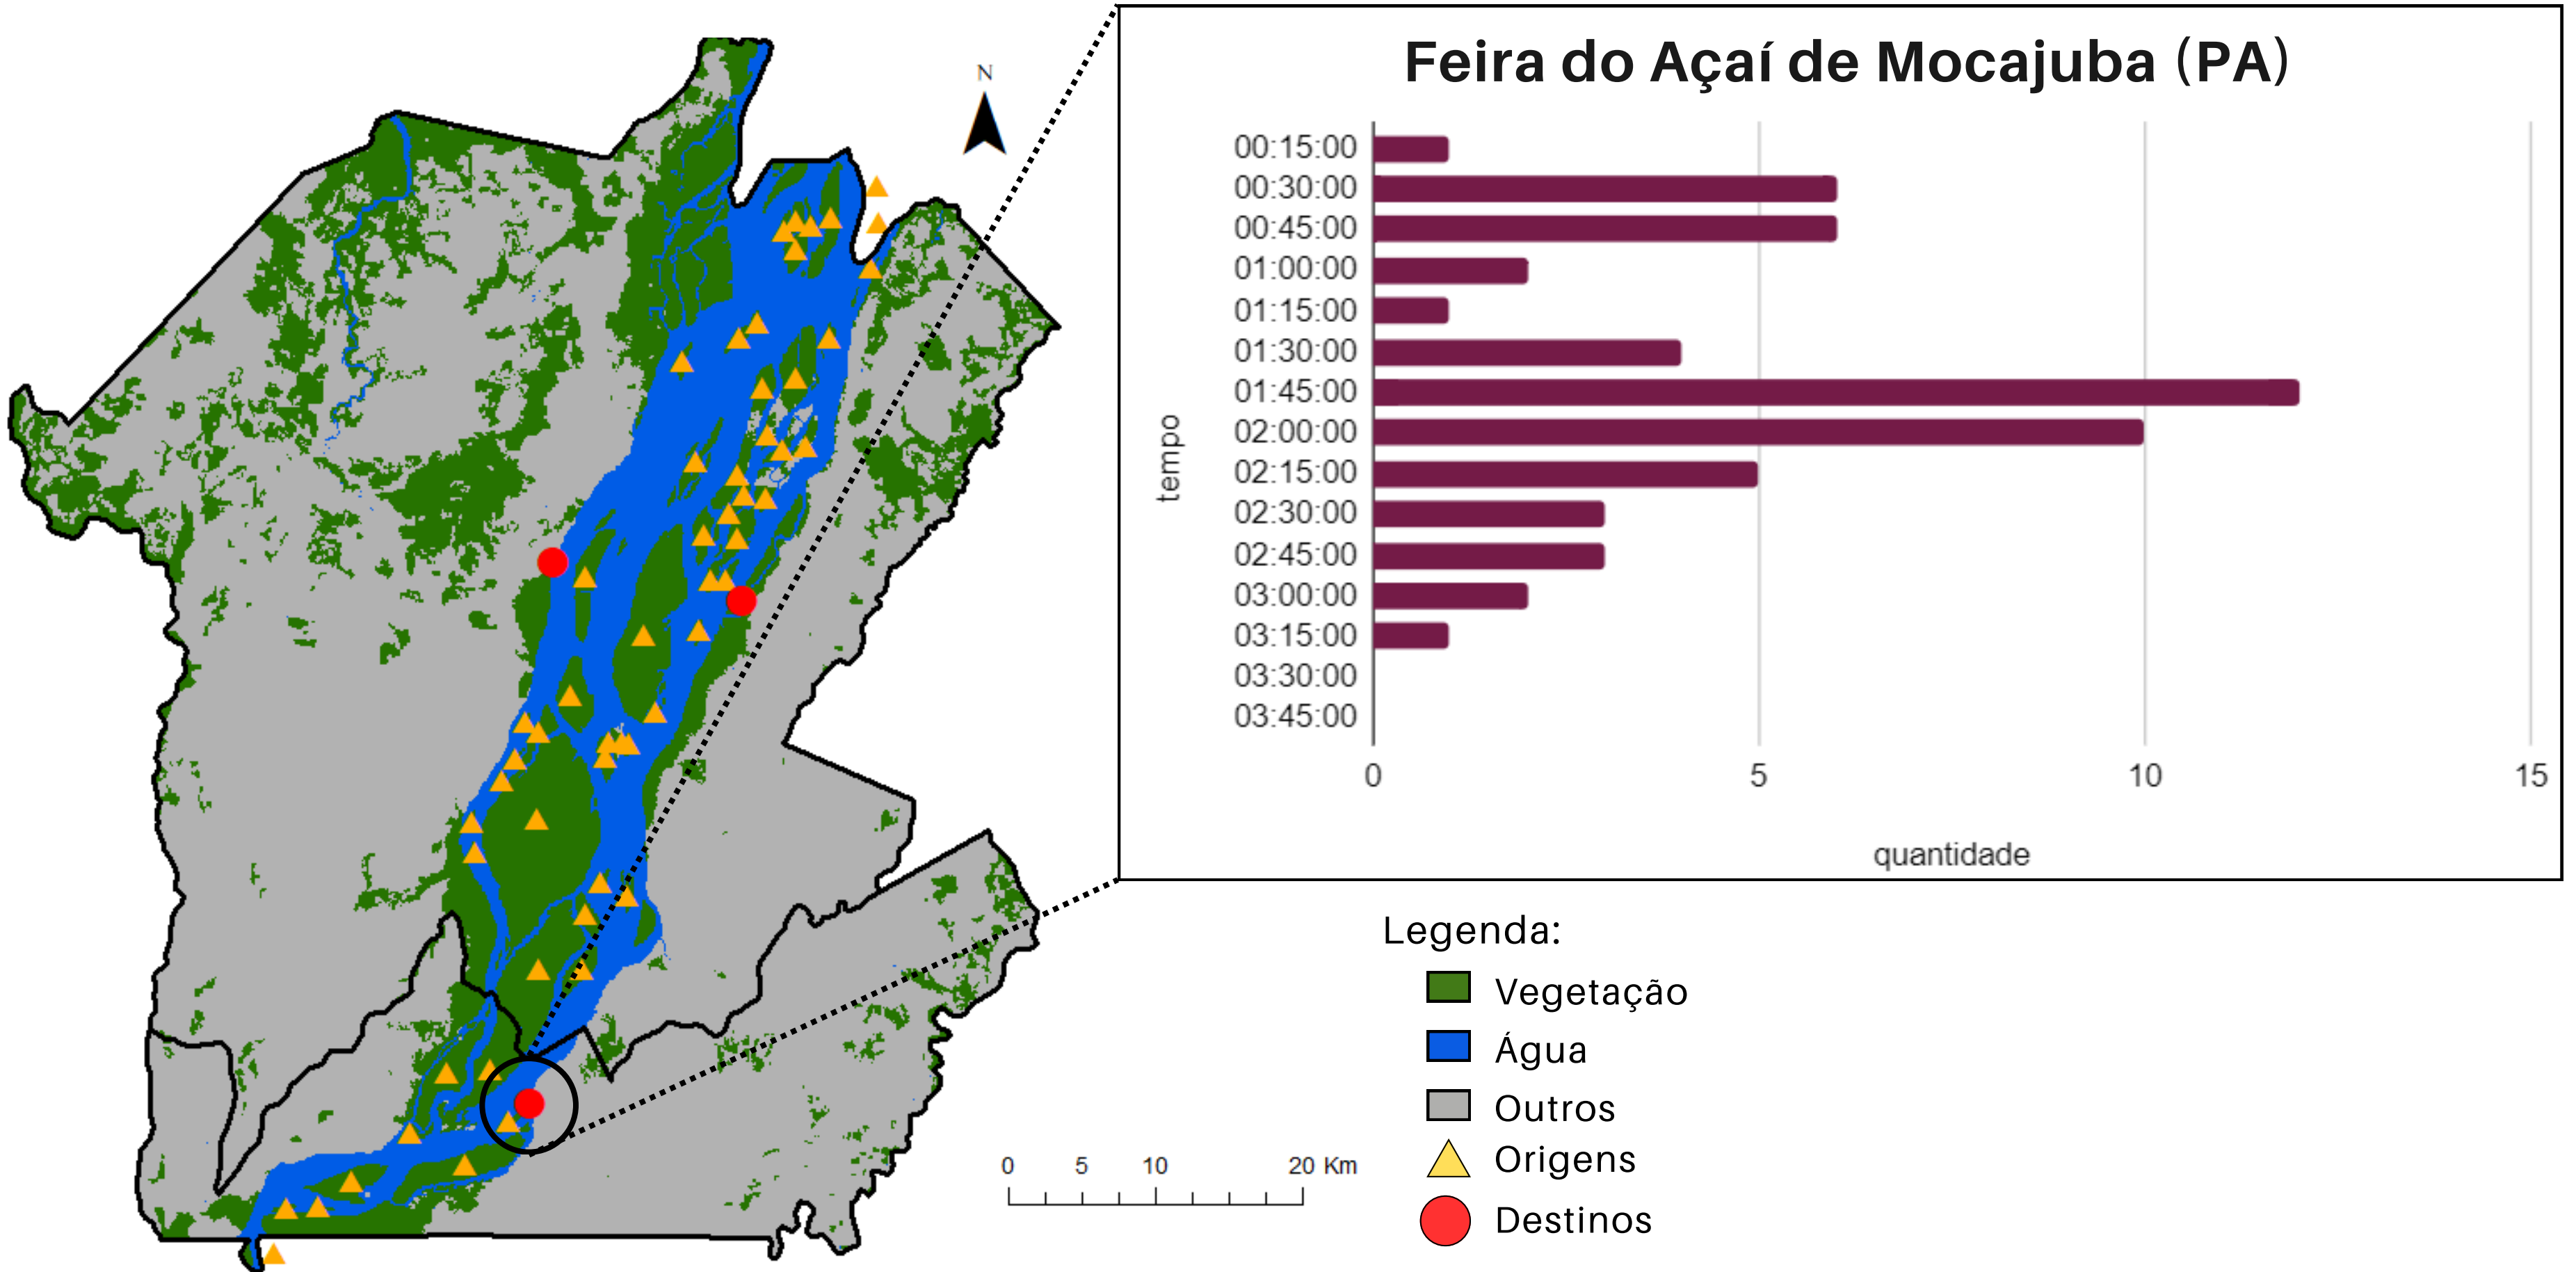 N
Feira do Açaí de Mocajuba (PA)
tempo
00:15:00
00:30:00
00:45:00
01:00:00
01:15:00
01:30:00
01:45:00
02:00:00
02:15:00
02:30:00
02:45:00
03:00:00
03:15:00
03:30:00
03:45:00
0 5 10 15
quantidade
Legenda:
Vegetação
Água
Outros
Origens
Destinos
0 5 10 20 Km